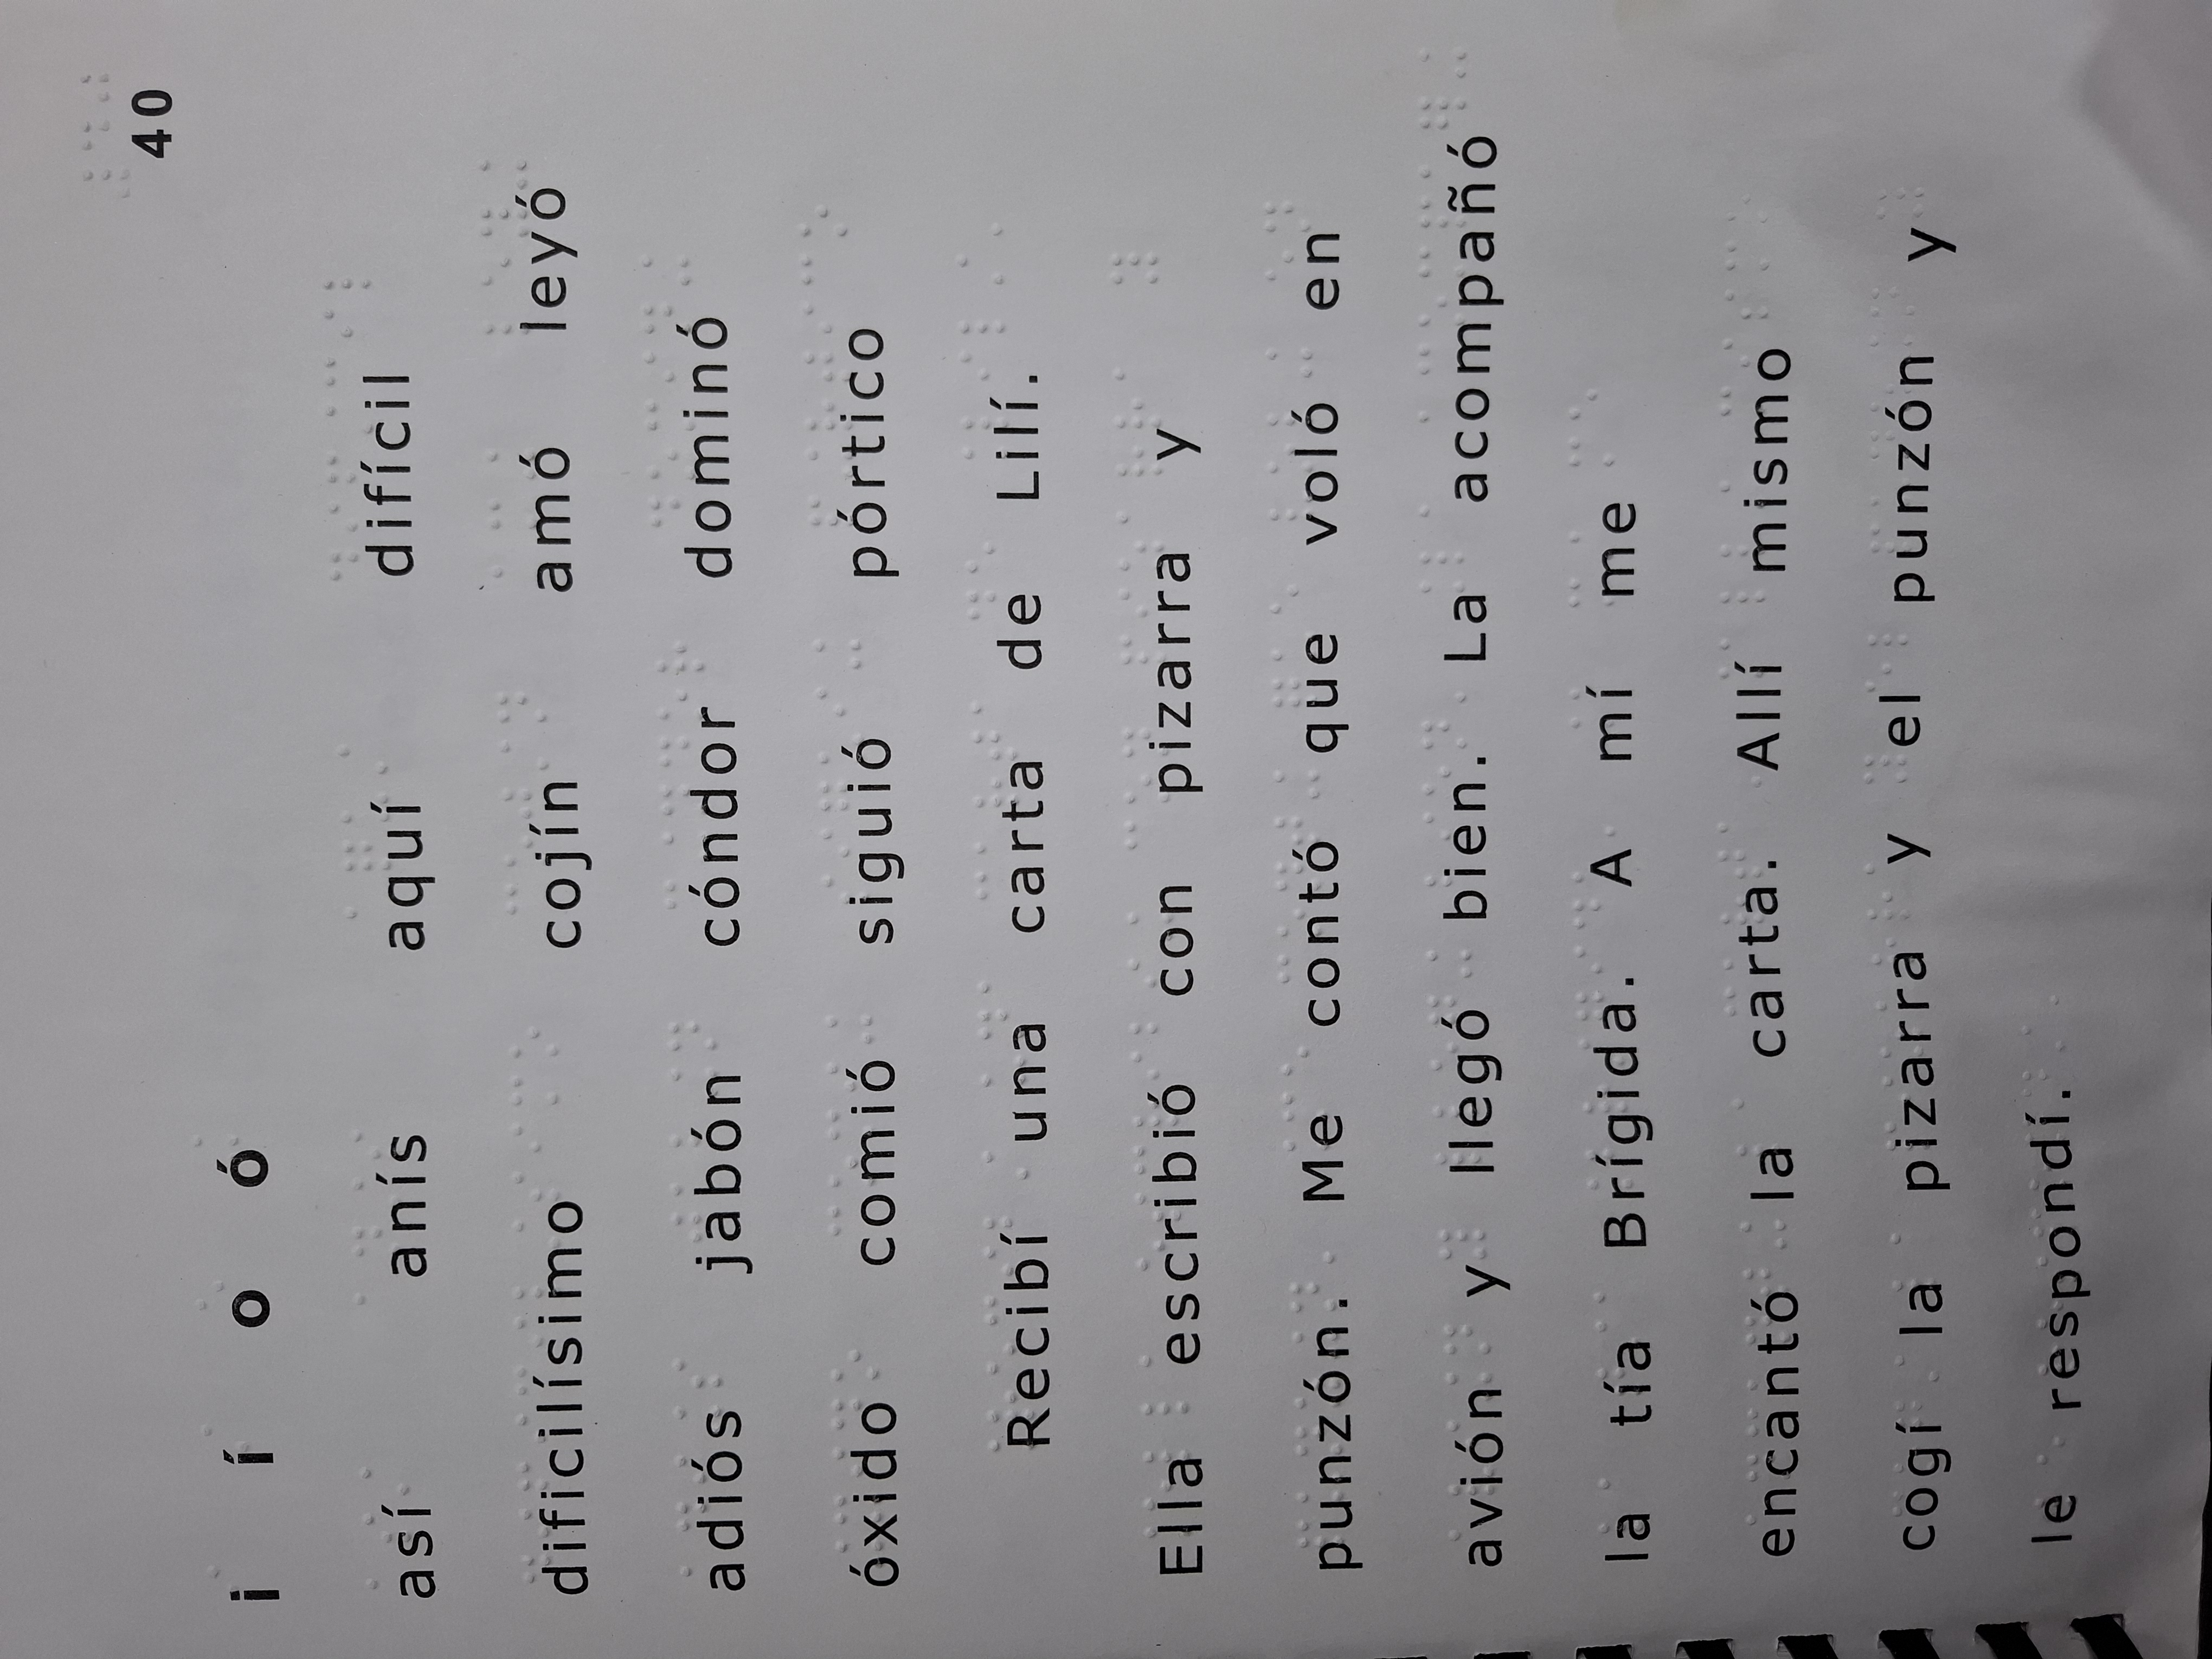 40
i í o ó
así anís aquí difícil
dificilísimo cojín amó leyó
adiós jabón cóndor dominó
óxido comió siguió pórtico
Recibí una carta de Lilí.
Ella escribió con pizarra y
punzón. Me contó que voló en
avión y llegó bien. La acompañó
la tía Brígida. A mí me
encantó la carta. Allí mismo
cogí la pizarra y el punzón y
le respondí.